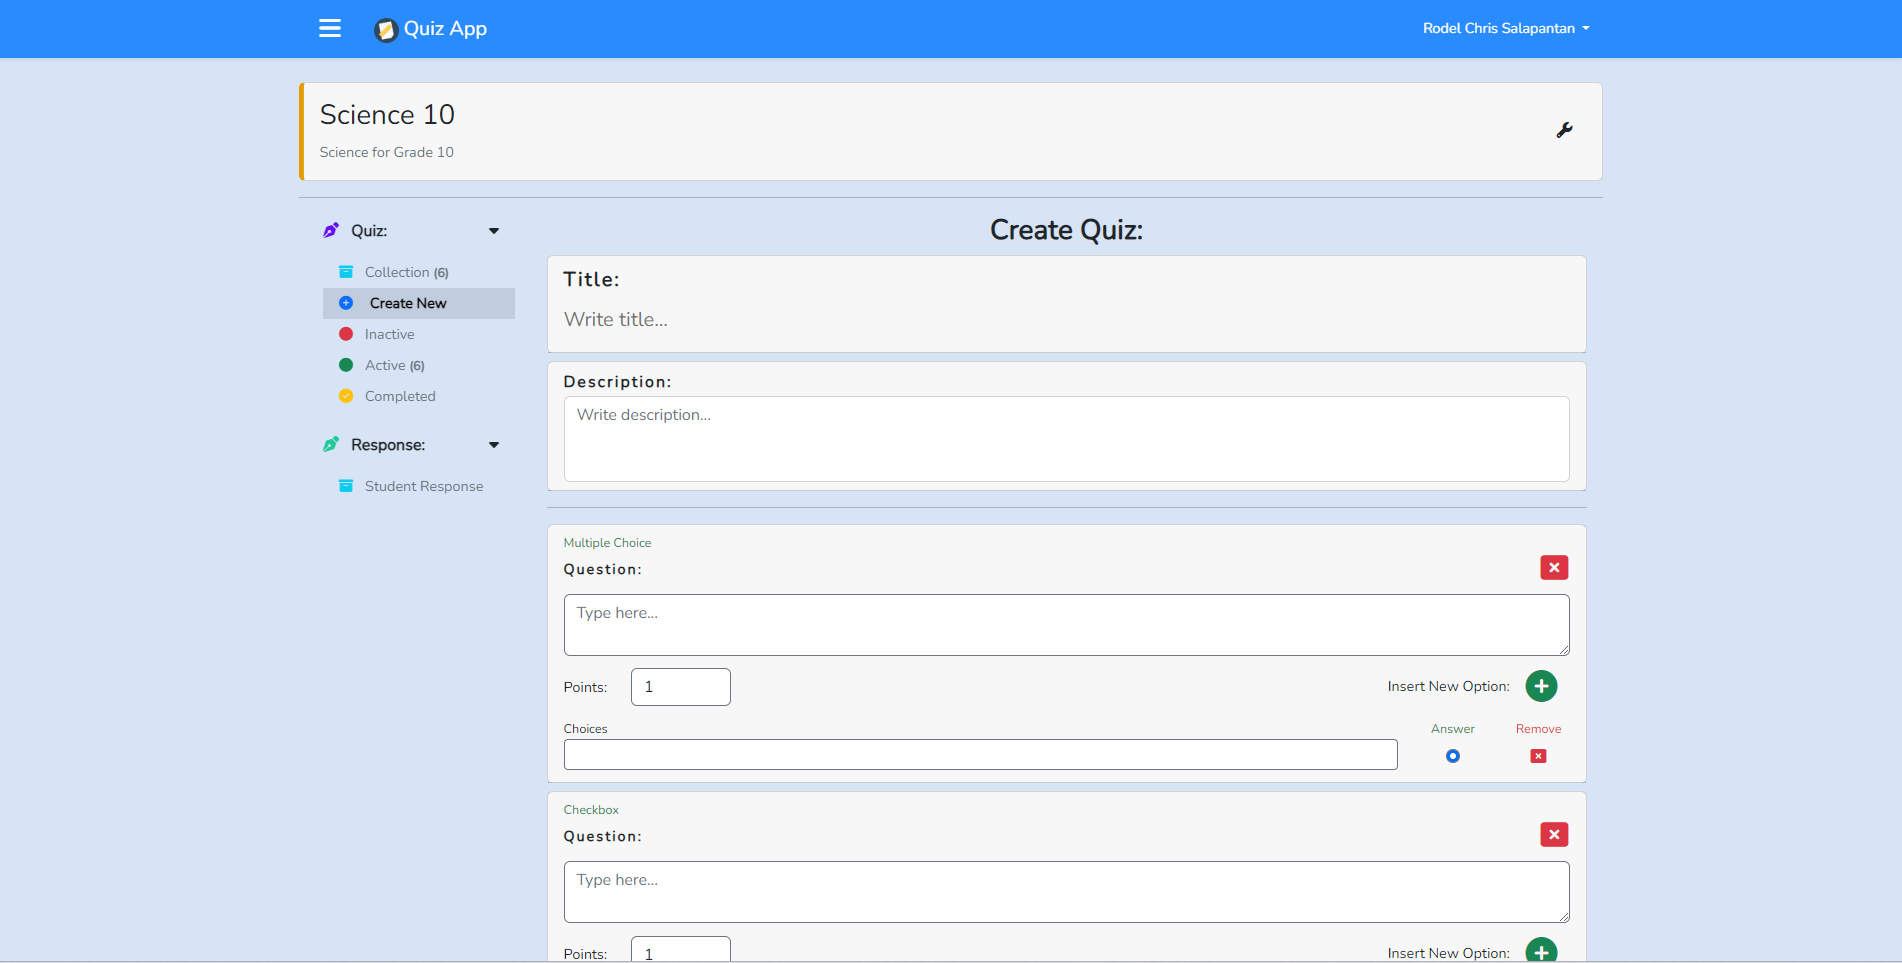 Quiz App
Rodel Chris Salapantan
Science 10
Science for Grade 10
Quiz:
Collection (6)
Create New
Inactive
Active (6)
Completed
Response:
Student Response
Create Quiz:
Title:
Write title...
Description:
Write description...
Multiple Choice
Question:
Type here...
Points: 1
Insert New Option:
Choices
Answer
Remove
Checkbox
Question:
Type here...
Points: 1
Insert New Option: